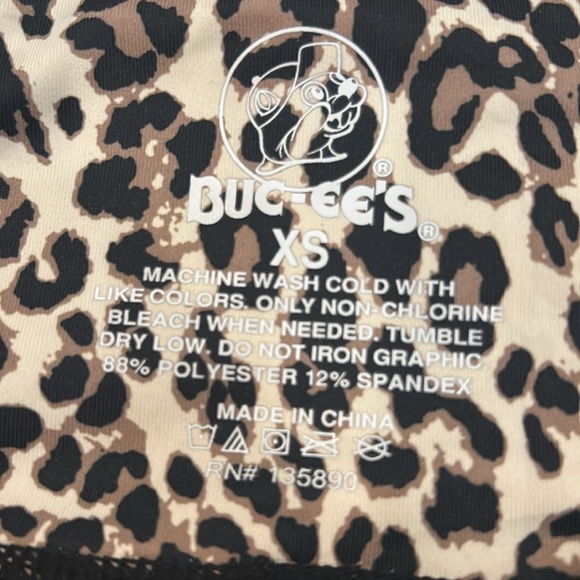 ®
BUC-EE'S®
XS
MACHINE WASH COLD WITH
LIKE COLORS. ONLY NON-CHLORINE
BLEACH WHEN NEEDED. TUMBLE
DRY LOW. DO NOT IRON GRAPHIC.
88% POLYESTER 12% SPANDEX
MADE IN CHINA
RN# 135890